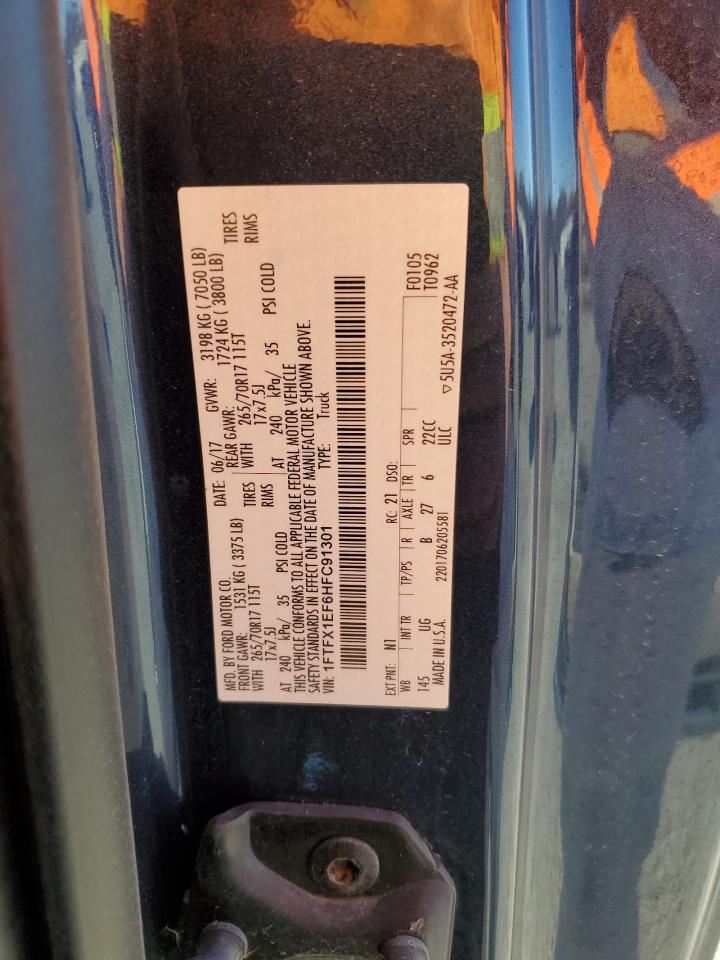 MFD. BY FORD MOTOR CO. DATE: 06/17 GVWR: 3198 KG ( 7050 LB)
FRONT GAWR: 1531 KG ( 3375 LB) REAR GAWR: 1724 KG ( 3800 LB)
WITH 265/70R17 115T TIRES WITH 265/70R17 115T TIRES
17x7.5J RIMS 17x7.5J RIMS
AT 240 kPa/ 35 PSI COLD AT 240 kPa/ 35 PSI COLD
THIS VEHICLE CONFORMS TO ALL APPLICABLE FEDERAL MOTOR VEHICLE
SAFETY STANDARDS IN EFFECT ON THE DATE OF MANUFACTURE SHOWN ABOVE.
VIN: 1FTFX1EF6HFC91301 TYPE: Truck
EXT PNT: N1 RC: 21 DSO: F0105
WB INT TR TP/PS R AXLE TR SPR T0962
145 UG B 27 6 22CC
MADE IN U.S.A. 2201706205581 ULC ▽5U5A-3520472-AA